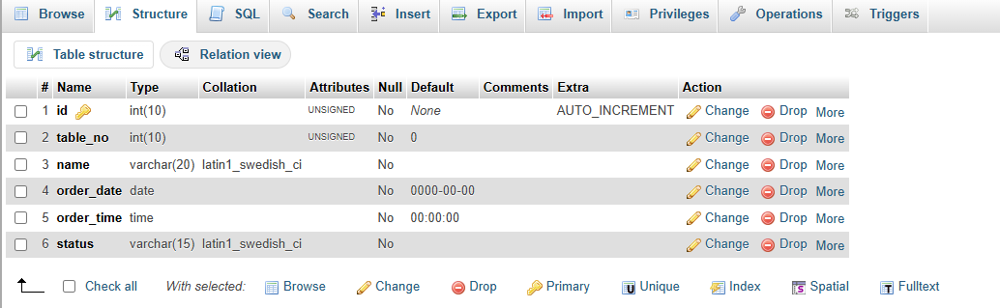 Browse Structure SQL Search Insert Export Import Privileges Operations Triggers
Table structure Relation view
# Name Type Collation Attributes Null Default Comments Extra Action
1 id int(10) UNSIGNED No None AUTO_INCREMENT Change Drop More
2 table_no int(10) UNSIGNED No 0 Change Drop More
3 name varchar(20) latin1_swedish_ci No Change Drop More
4 order_date date No 0000-00-00 Change Drop More
5 order_time time No 00:00:00 Change Drop More
6 status varchar(15) latin1_swedish_ci No Change Drop More
Check all With selected: Browse Change Drop Primary Unique Index Spatial Fulltext